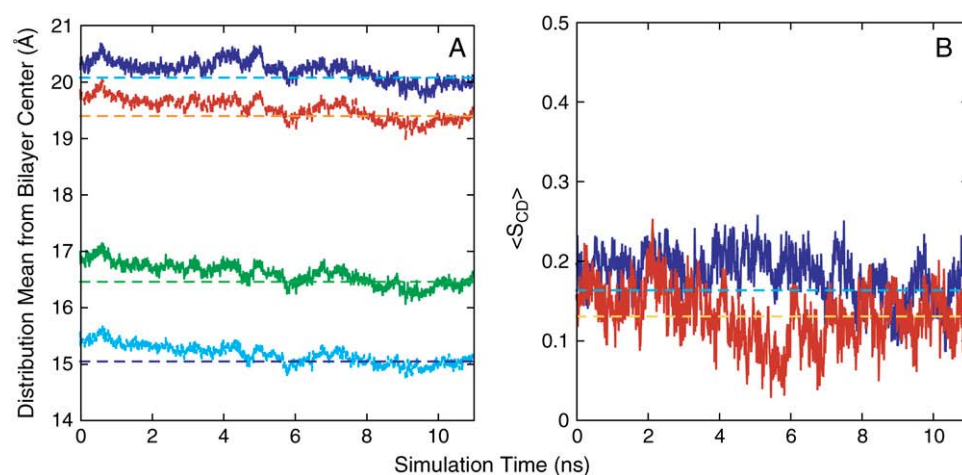 21
20
19
18
17
16
15
14
Distribution Mean from Bilayer Center (Å)
A
0 2 4 6 8 10
0.5
0.4
0.3
0.2
0.1
0
<S_CD>
B
0 2 4 6 8 10
Simulation Time (ns)